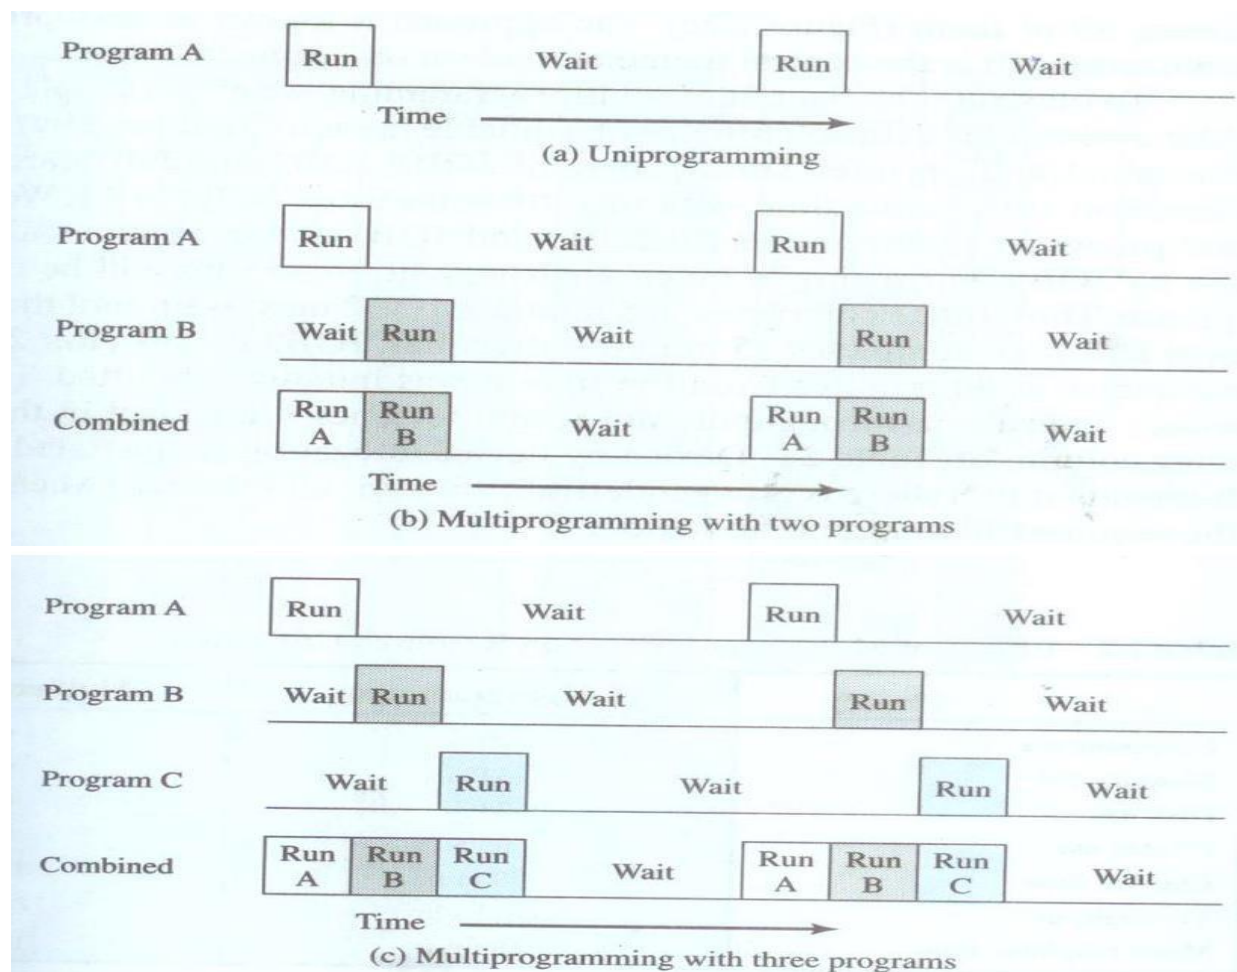 Program A Run Wait Run Wait
Time
(a) Uniprogramming
Program A Run Wait Run Wait
Program B Wait Run Wait Run Wait
Combined Run A Run B Wait Run A Run B Wait
Time
(b) Multiprogramming with two programs
Program A Run Wait Run Wait
Program B Wait Run Wait Run Wait
Program C Wait Run Wait Run Wait
Combined Run A Run B Run C Wait Run A Run B Run C Wait
Time
(c) Multiprogramming with three programs